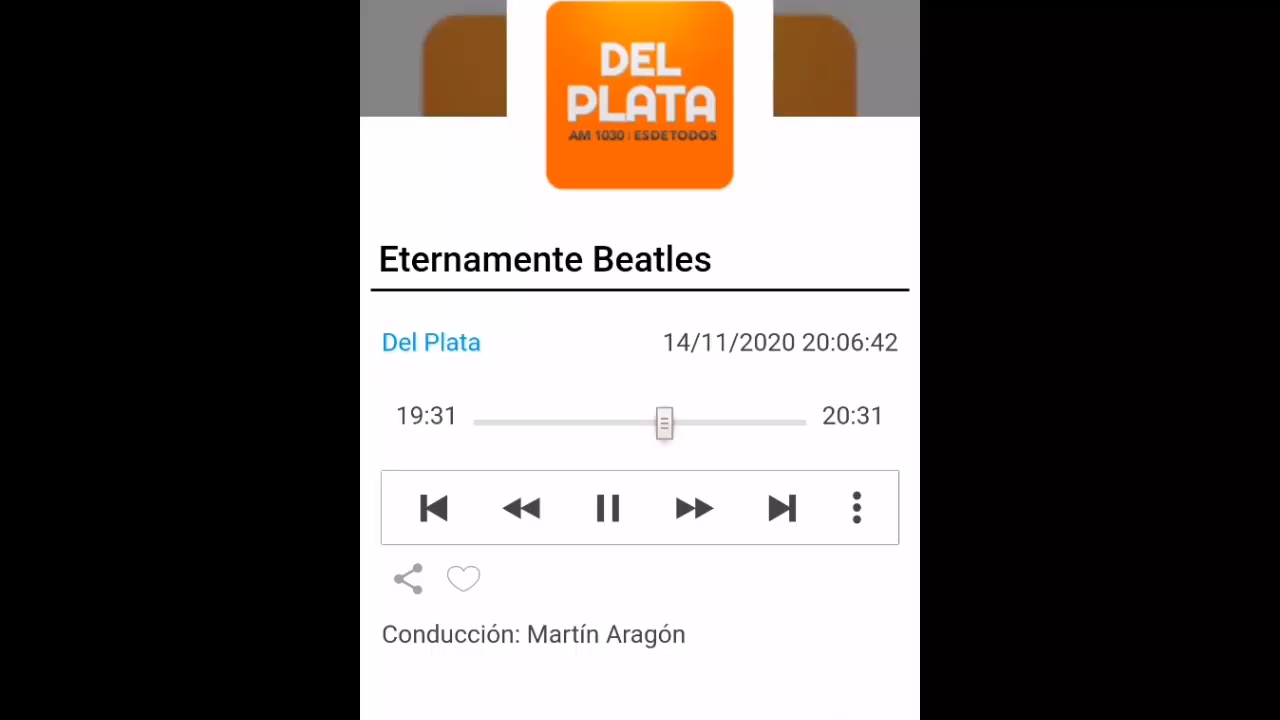 DEL
PLATA
AM 1030 | ESDETODOS
Eternamente Beatles
Del Plata 14/11/2020 20:06:42
19:31 20:31
Conducción: Martín Aragón